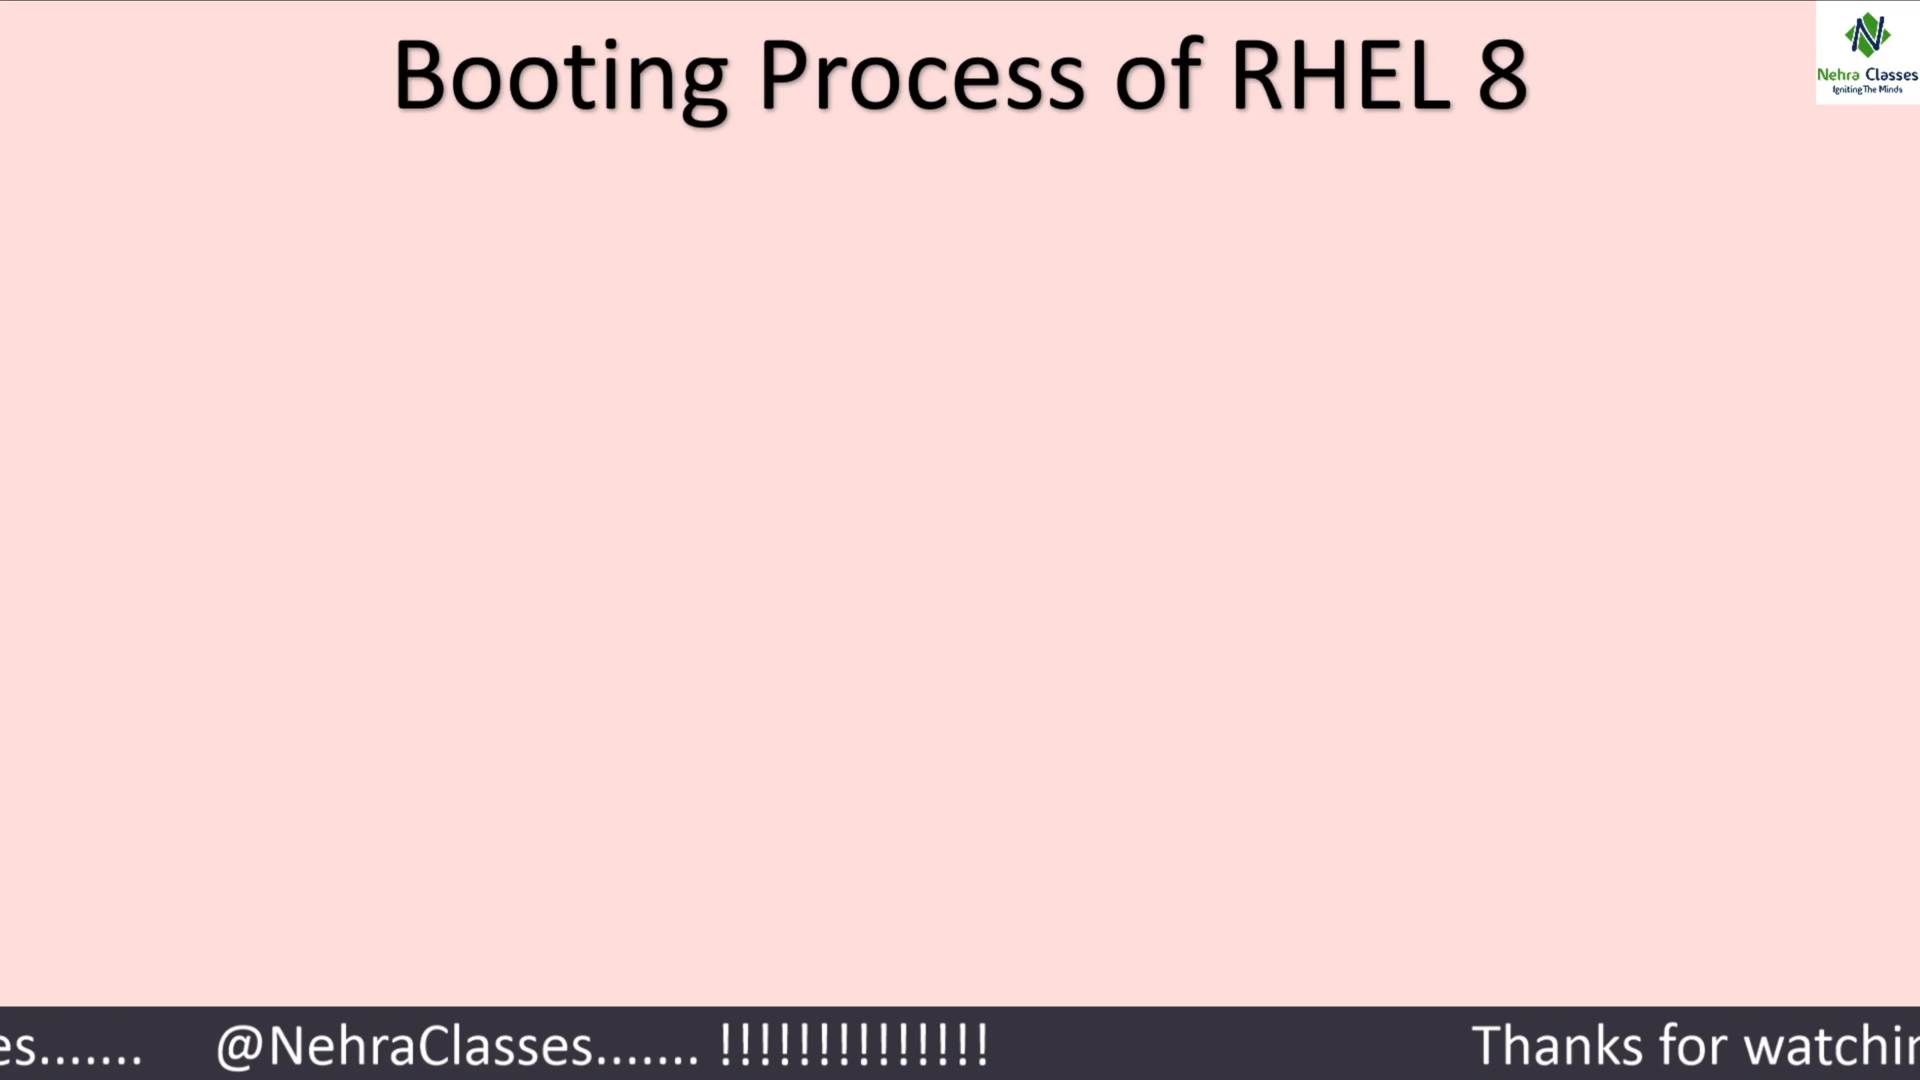 Booting Process of RHEL 8
Nehra Classes
Igniting The Minds
es....... @NehraClasses....... !!!!!!!!!!!!!! Thanks for watchin